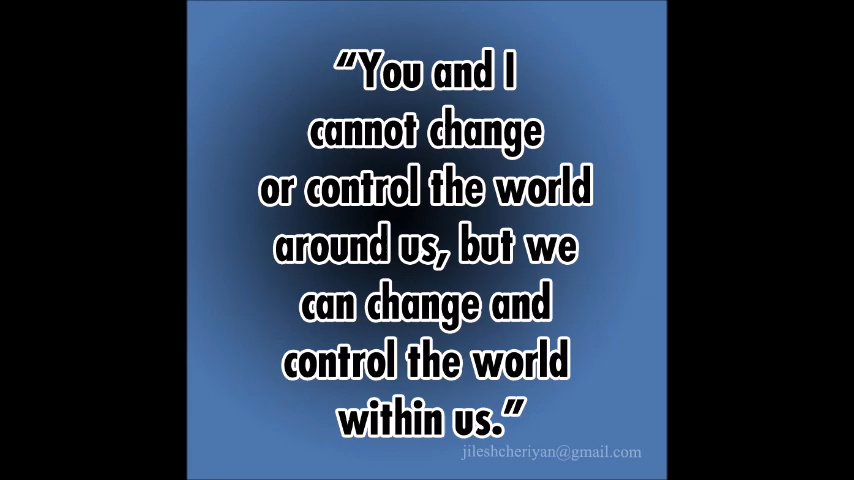 “You and I
cannot change
or control the world
around us, but we
can change and
control the world
within us.”
jileshcheriyan@gmail.com